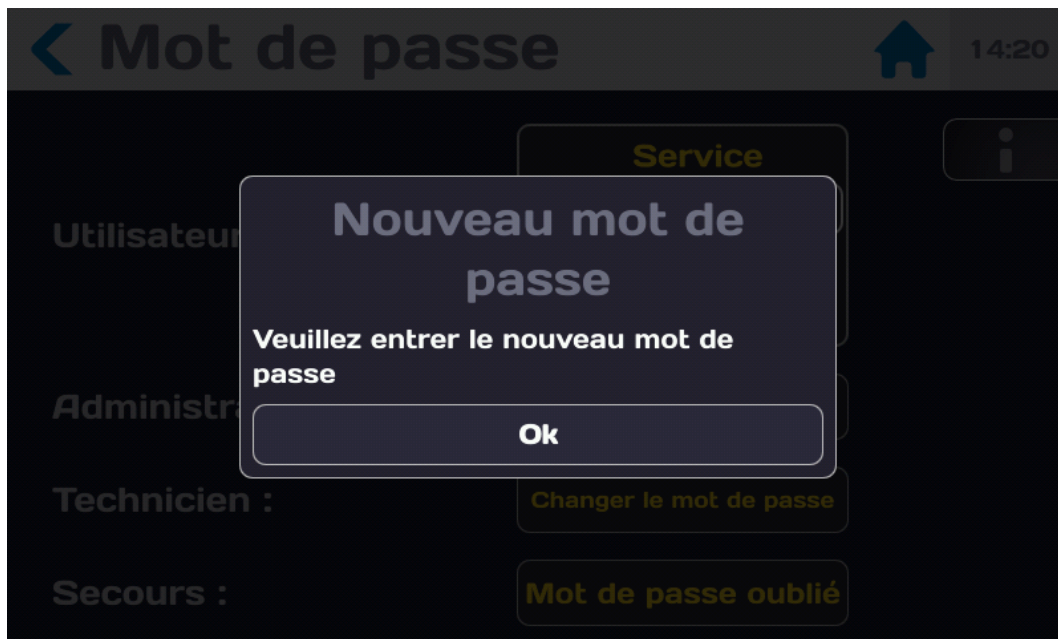 Mot de passe
14:20
Service
Utilisateur
Nouveau mot de
passe
Veuillez entrer le nouveau mot de
passe
Ok
Technicien :
Changer le mot de passe
Secours :
Mot de passe oublié